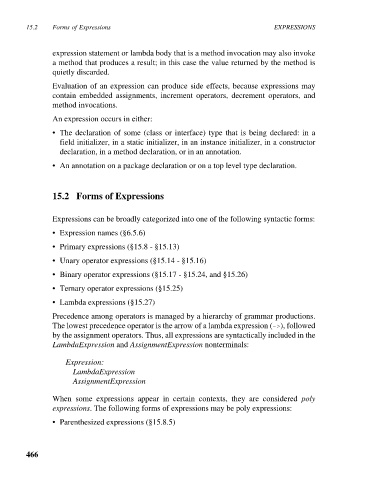 15.2 Forms of Expressions EXPRESSIONS
expression statement or lambda body that is a method invocation may also invoke
a method that produces a result; in this case the value returned by the method is
quietly discarded.
Evaluation of an expression can produce side effects, because expressions may
contain embedded assignments, increment operators, decrement operators, and
method invocations.
An expression occurs in either:
• The declaration of some (class or interface) type that is being declared: in a
field initializer, in a static initializer, in an instance initializer, in a constructor
declaration, in a method declaration, or in an annotation.
• An annotation on a package declaration or on a top level type declaration.
15.2 Forms of Expressions
Expressions can be broadly categorized into one of the following syntactic forms:
• Expression names (§6.5.6)
• Primary expressions (§15.8 - §15.13)
• Unary operator expressions (§15.14 - §15.16)
• Binary operator expressions (§15.17 - §15.24, and §15.26)
• Ternary operator expressions (§15.25)
• Lambda expressions (§15.27)
Precedence among operators is managed by a hierarchy of grammar productions.
The lowest precedence operator is the arrow of a lambda expression (->), followed
by the assignment operators. Thus, all expressions are syntactically included in the
LambdaExpression and AssignmentExpression nonterminals:
Expression:
LambdaExpression
AssignmentExpression
When some expressions appear in certain contexts, they are considered poly
expressions. The following forms of expressions may be poly expressions:
• Parenthesized expressions (§15.8.5)
466